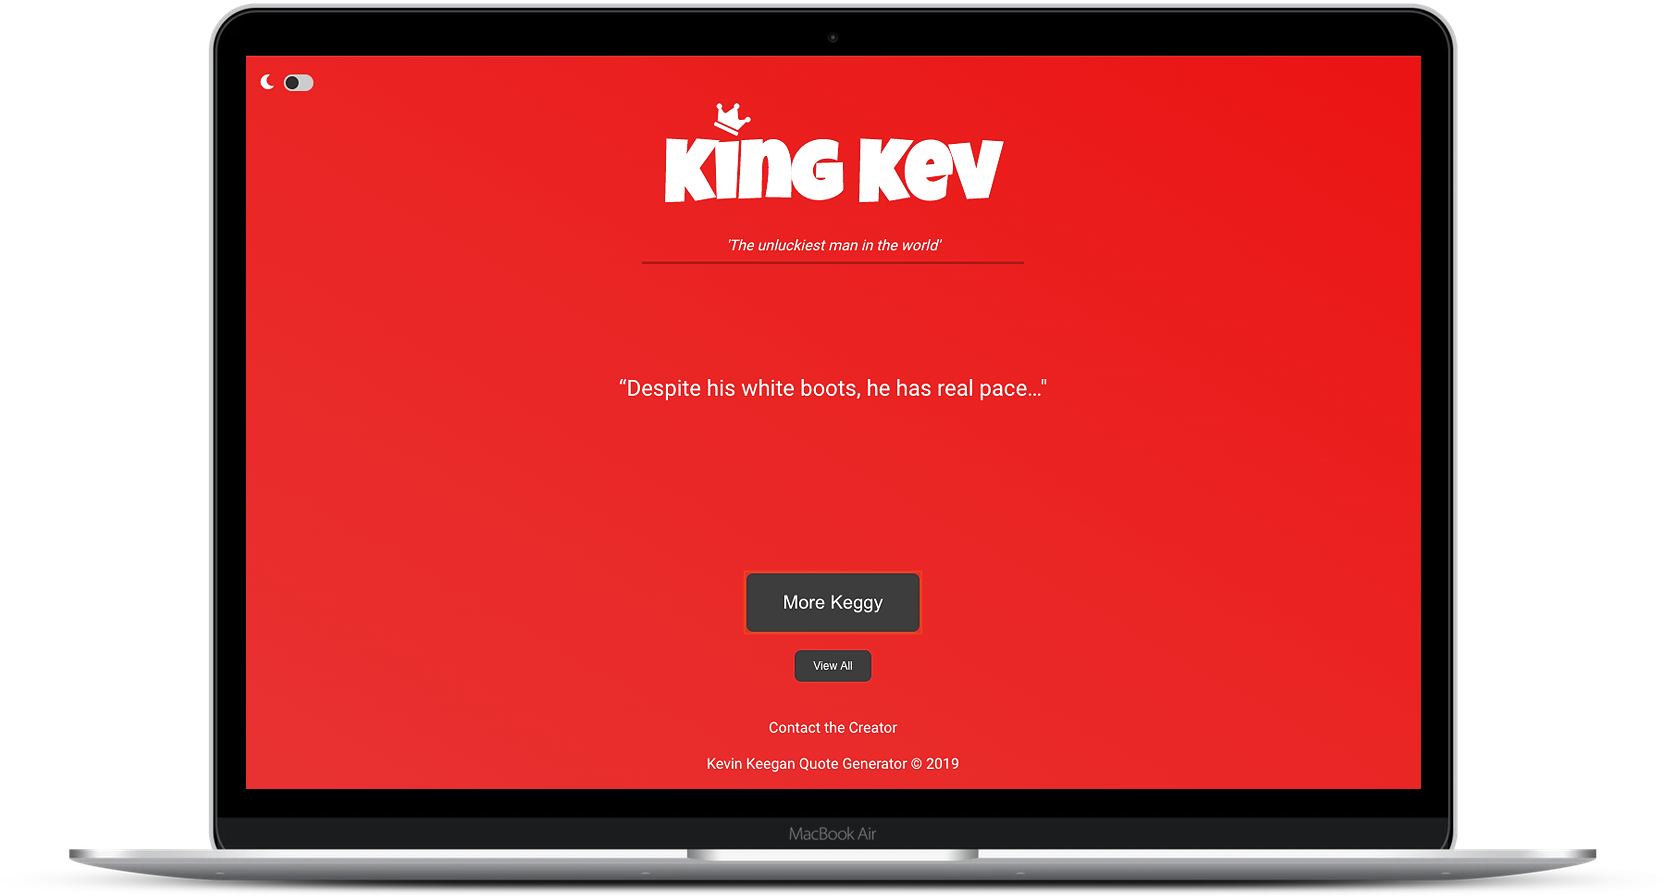 King Kev
'The unluckiest man in the world'
“Despite his white boots, he has real pace..."
More Keggy
View All
Contact the Creator
Kevin Keegan Quote Generator © 2019
MacBook Air